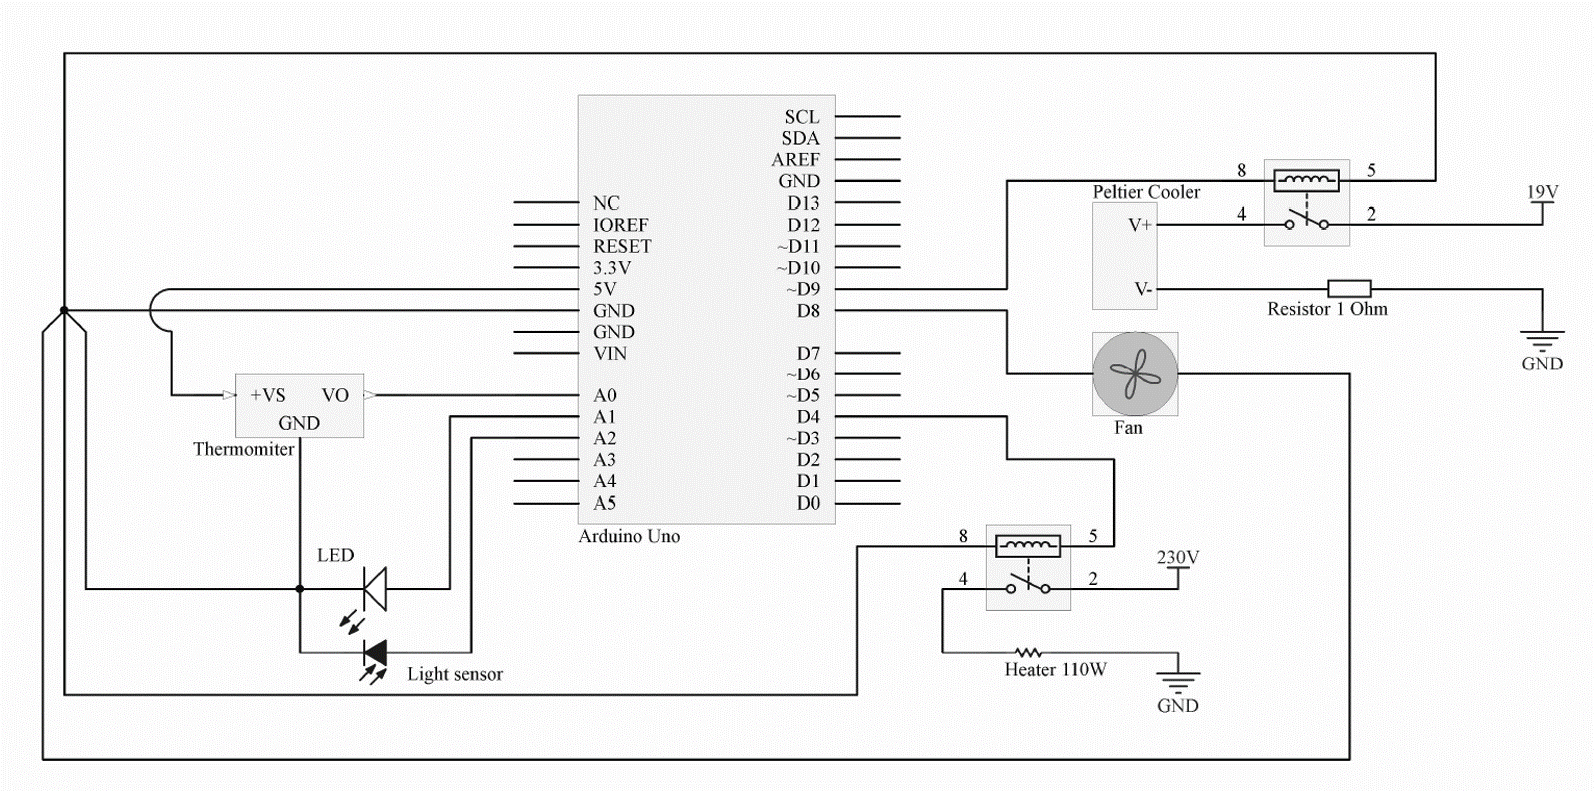 SCL
SDA
AREF
GND
NC
D13
IOREF
D12
RESET
~D11
3.3V
~D10
5V
~D9
GND
D8
GND
VIN
D7
~D6
A0
~D5
A1
D4
A2
~D3
A3
D2
A4
D1
A5
D0
Arduino Uno
+VS
VO
GND
Thermomiter
LED
Light sensor
8
5
4
2
19V
Peltier Cooler
V+
V-
Resistor 1 Ohm
GND
Fan
8
5
4
2
230V
Heater 110W
GND